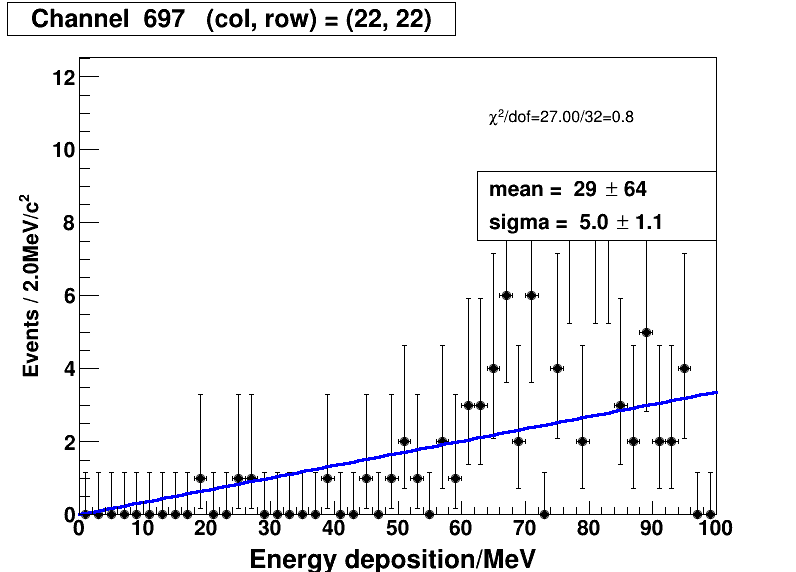 Channel 697 (col, row) = (22, 22)
χ²/dof=27.00/32=0.8
mean = 29 ± 64
sigma = 5.0 ± 1.1
Events / 2.0MeV/c²
12
10
8
6
4
2
0
0 10 20 30 40 50 60 70 80 90 100
Energy deposition/MeV